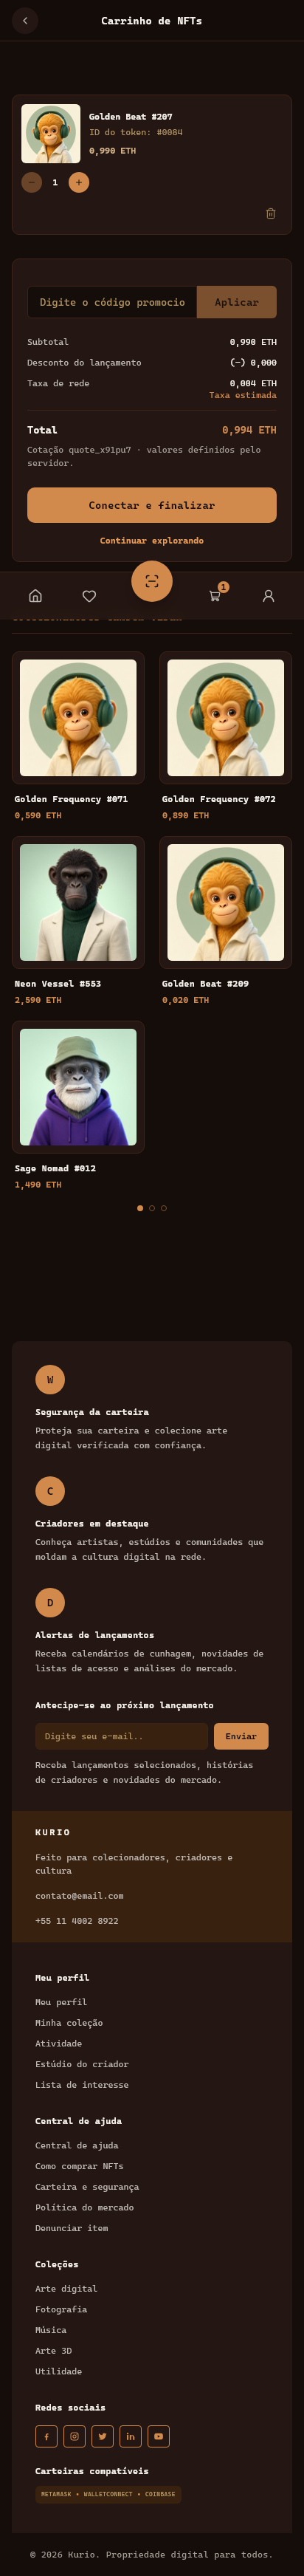 Carrinho de NFTs
Golden Beat #207
ID do token: #0084
0,990 ETH
1
Digite o código promocio
Aplicar
Subtotal 0,990 ETH
Desconto do lançamento (−) 0,000
Taxa de rede 0,004 ETH
Taxa estimada
Total 0,994 ETH
Cotação quote_x91pu7 · valores definidos pelo
servidor.
Conectar e finalizar
Continuar explorando
1
Golden Frequency #071
0,590 ETH
Golden Frequency #072
0,890 ETH
Neon Vessel #553
2,590 ETH
Golden Beat #209
0,020 ETH
Sage Nomad #012
1,490 ETH
W
Segurança da carteira
Proteja sua carteira e colecione arte
digital verificada com confiança.
C
Criadores em destaque
Conheça artistas, estúdios e comunidades que
moldam a cultura digital na rede.
D
Alertas de lançamentos
Receba calendários de cunhagem, novidades de
listas de acesso e análises do mercado.
Antecipe-se ao próximo lançamento
Digite seu e-mail..
Enviar
Receba lançamentos selecionados, histórias
de criadores e novidades do mercado.
KURIO
Feito para colecionadores, criadores e
cultura
contato@email.com
+55 11 4002 8922
Meu perfil
Meu perfil
Minha coleção
Atividade
Estúdio do criador
Lista de interesse
Central de ajuda
Central de ajuda
Como comprar NFTs
Carteira e segurança
Política do mercado
Denunciar item
Coleções
Arte digital
Fotografia
Música
Arte 3D
Utilidade
Redes sociais
Carteiras compatíveis
METAMASK • WALLETCONNECT • COINBASE
© 2026 Kurio. Propriedade digital para todos.